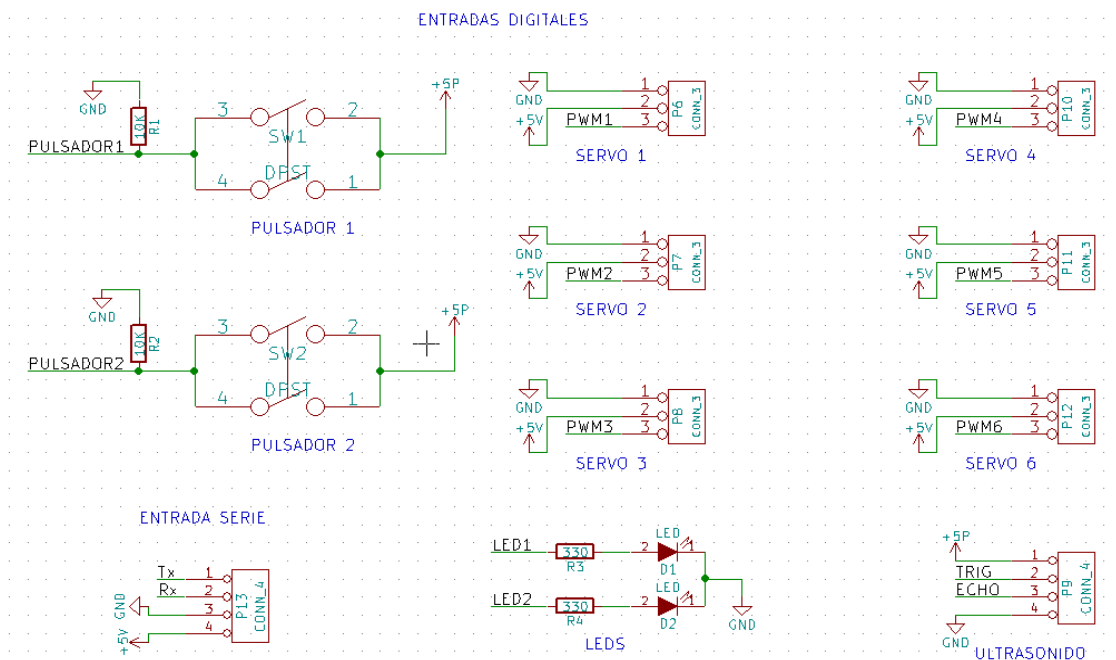 ENTRADAS DIGITALES
GND
10K
R1
PULSADOR1
3
2
SW1
DPST
4
1
+5P
PULSADOR 1
GND
10K
R2
PULSADOR2
3
2
SW2
DPST
4
1
+5P
PULSADOR 2
GND
+5V
PWM1
1
2
3
P6
CONN_3
SERVO 1
GND
+5V
PWM2
1
2
3
P7
CONN_3
SERVO 2
GND
+5V
PWM3
1
2
3
P8
CONN_3
SERVO 3
GND
+5V
PWM4
1
2
3
P10
CONN_3
SERVO 4
GND
+5V
PWM5
1
2
3
P11
CONN_3
SERVO 5
GND
+5V
PWM6
1
2
3
P12
CONN_3
SERVO 6
ENTRADA SERIE
Tx
1
Rx
2
GND
3
+5V
4
P13
CONN_4
LED1
330
R3
2
LED
1
D1
LED2
330
R4
2
LED
1
D2
GND
LEDS
+5P
1
TRIG
2
ECHO
3
4
GND
P9
CONN_4
ULTRASONIDO